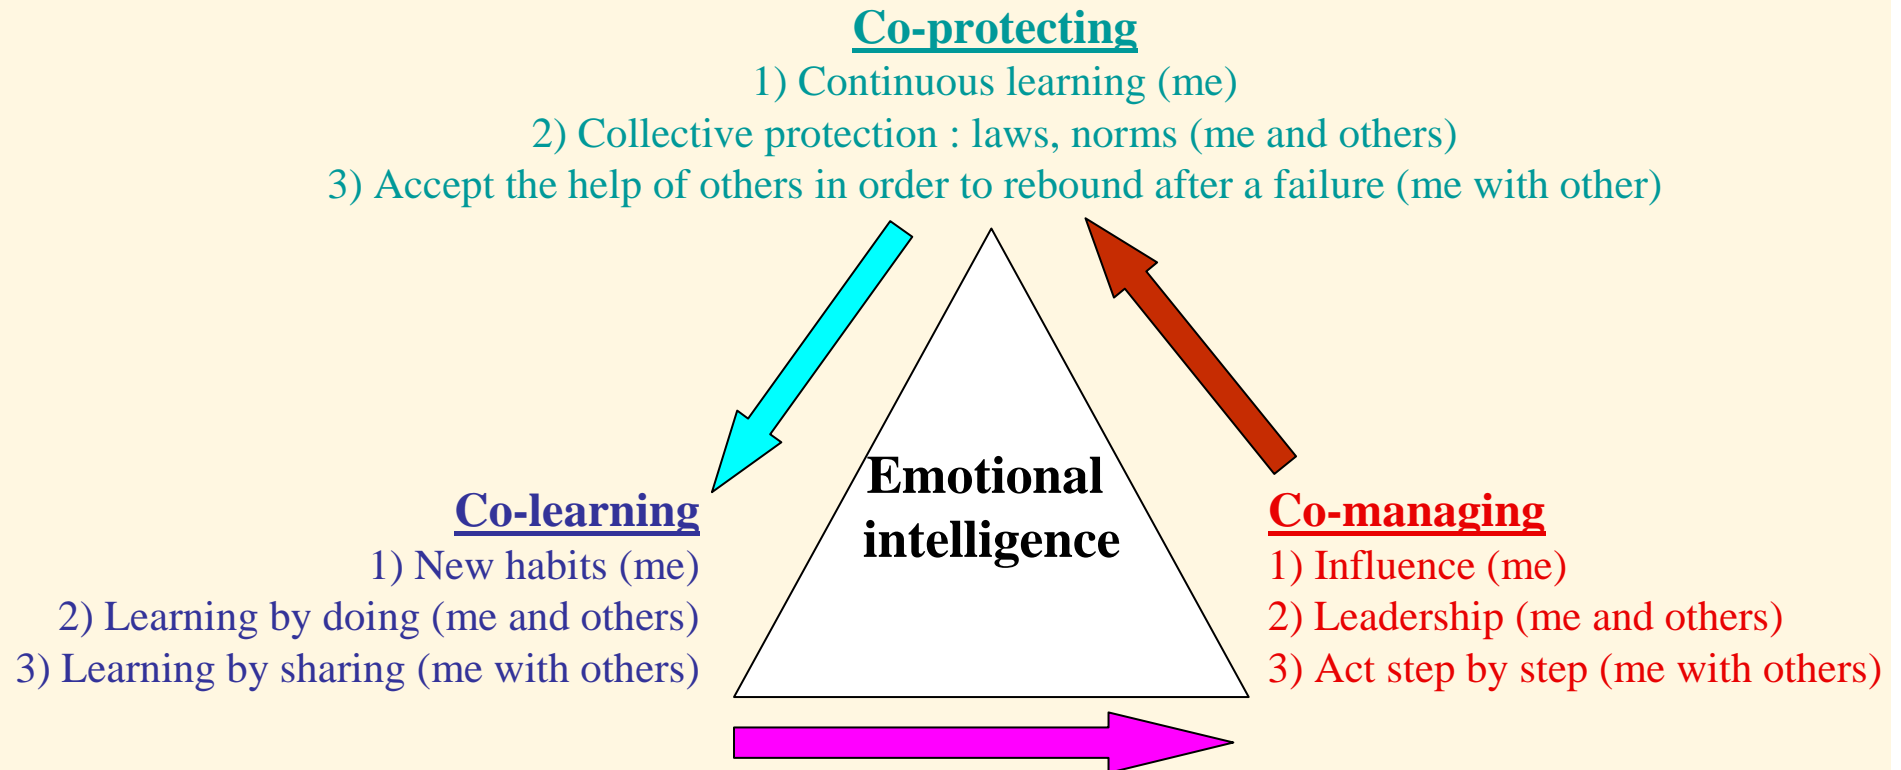 Co-protecting
1) Continuous learning (me)
2) Collective protection : laws, norms (me and others)
3) Accept the help of others in order to rebound after a failure (me with other)
Emotional
intelligence
Co-learning
1) New habits (me)
2) Learning by doing (me and others)
3) Learning by sharing (me with others)
Co-managing
1) Influence (me)
2) Leadership (me and others)
3) Act step by step (me with others)